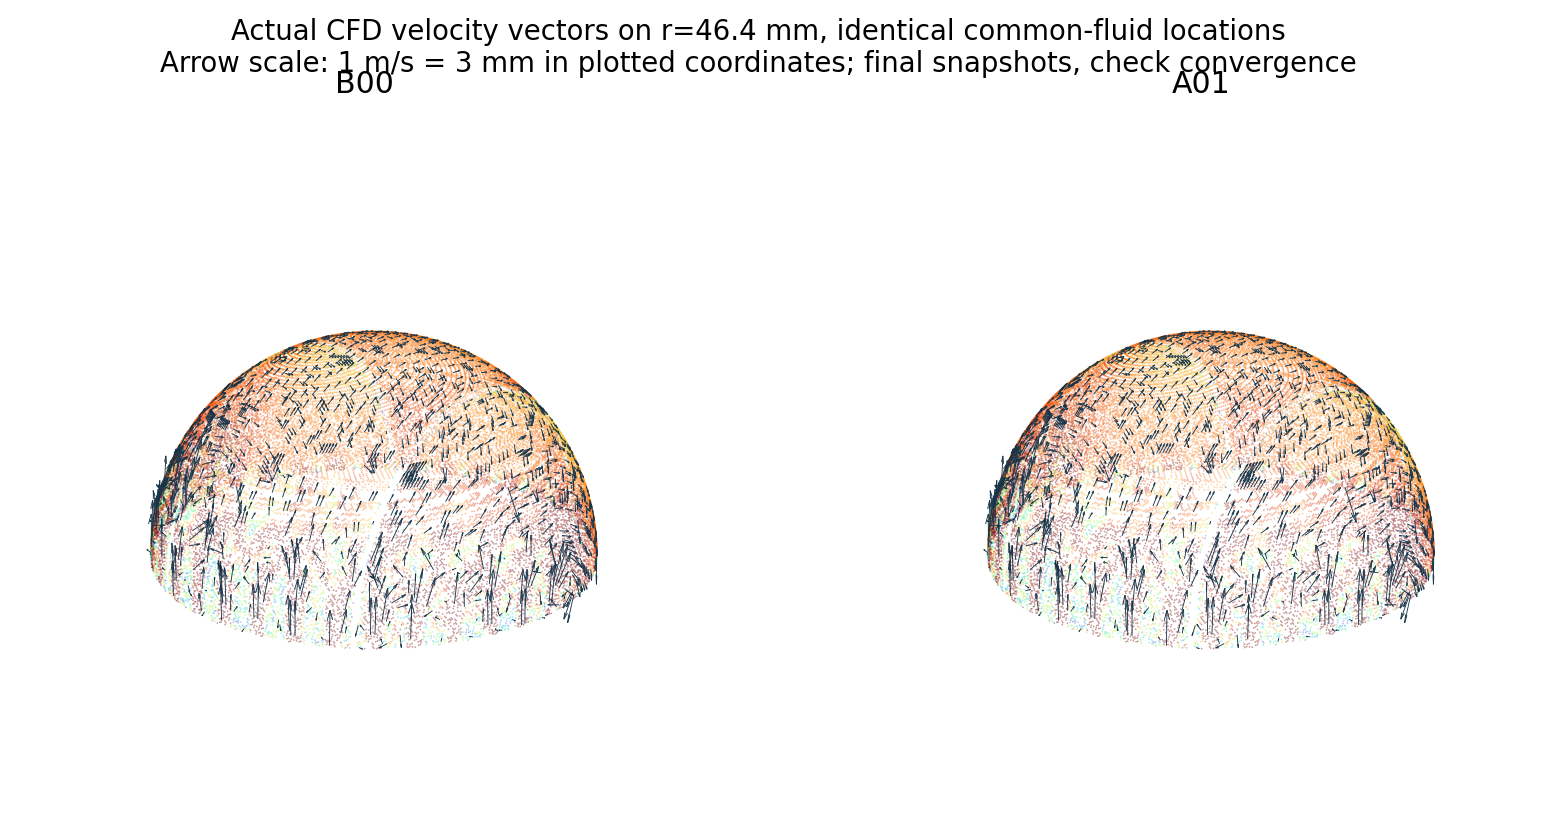 Actual CFD velocity vectors on r=46.4 mm, identical common-fluid locations
Arrow scale: 1 m/s = 3 mm in plotted coordinates; final snapshots, check convergence
B00
A01